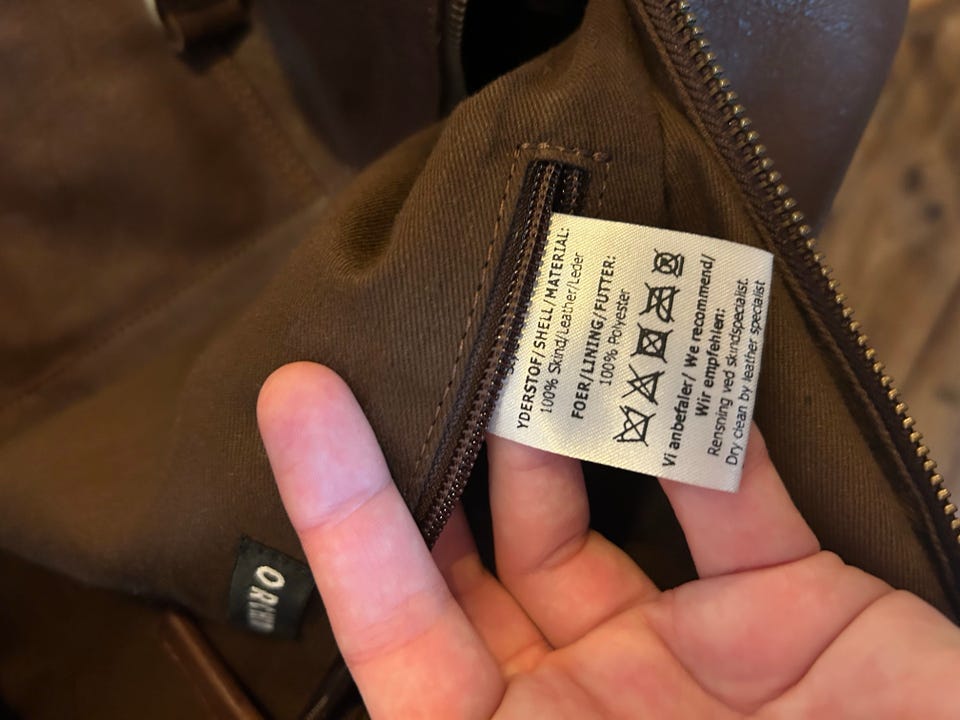 YDERSTOF/SHELL/MATERIAL:
100% Skind/Leather/Leder
FOER/LINING/FUTTER:
100% Polyester
Vi anbefaler/ We recommend/
Wir empfehlen:
Rensning ved skindspecialist.
Dry clean by leather specialist